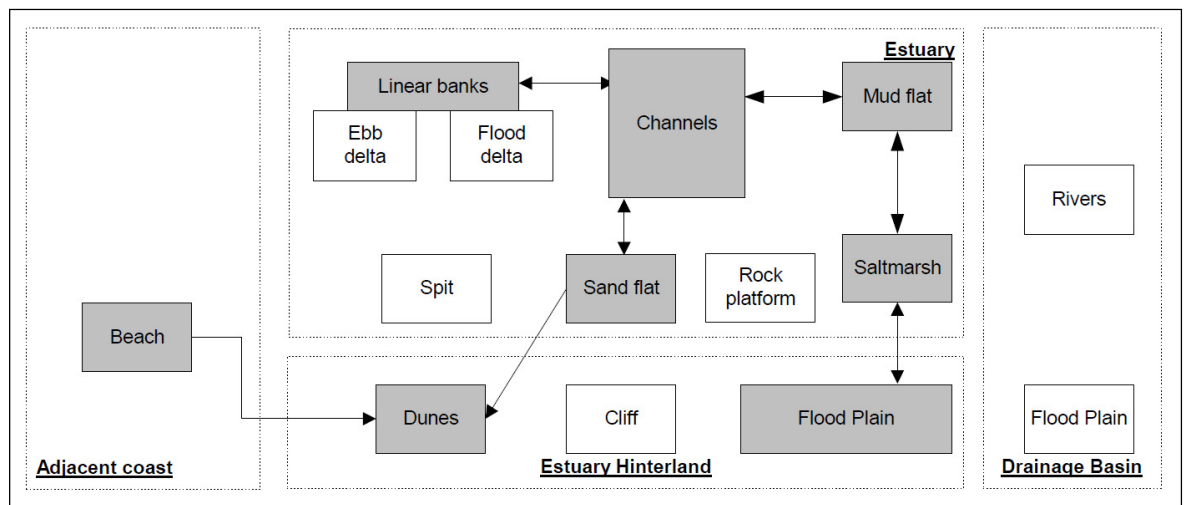 Estuary
Linear banks
Channels
Mud flat
Ebb
delta
Flood
delta
Rivers
Spit
Sand flat
Rock
platform
Saltmarsh
Beach
Dunes
Cliff
Flood Plain
Flood Plain
Adjacent coast
Estuary Hinterland
Drainage Basin